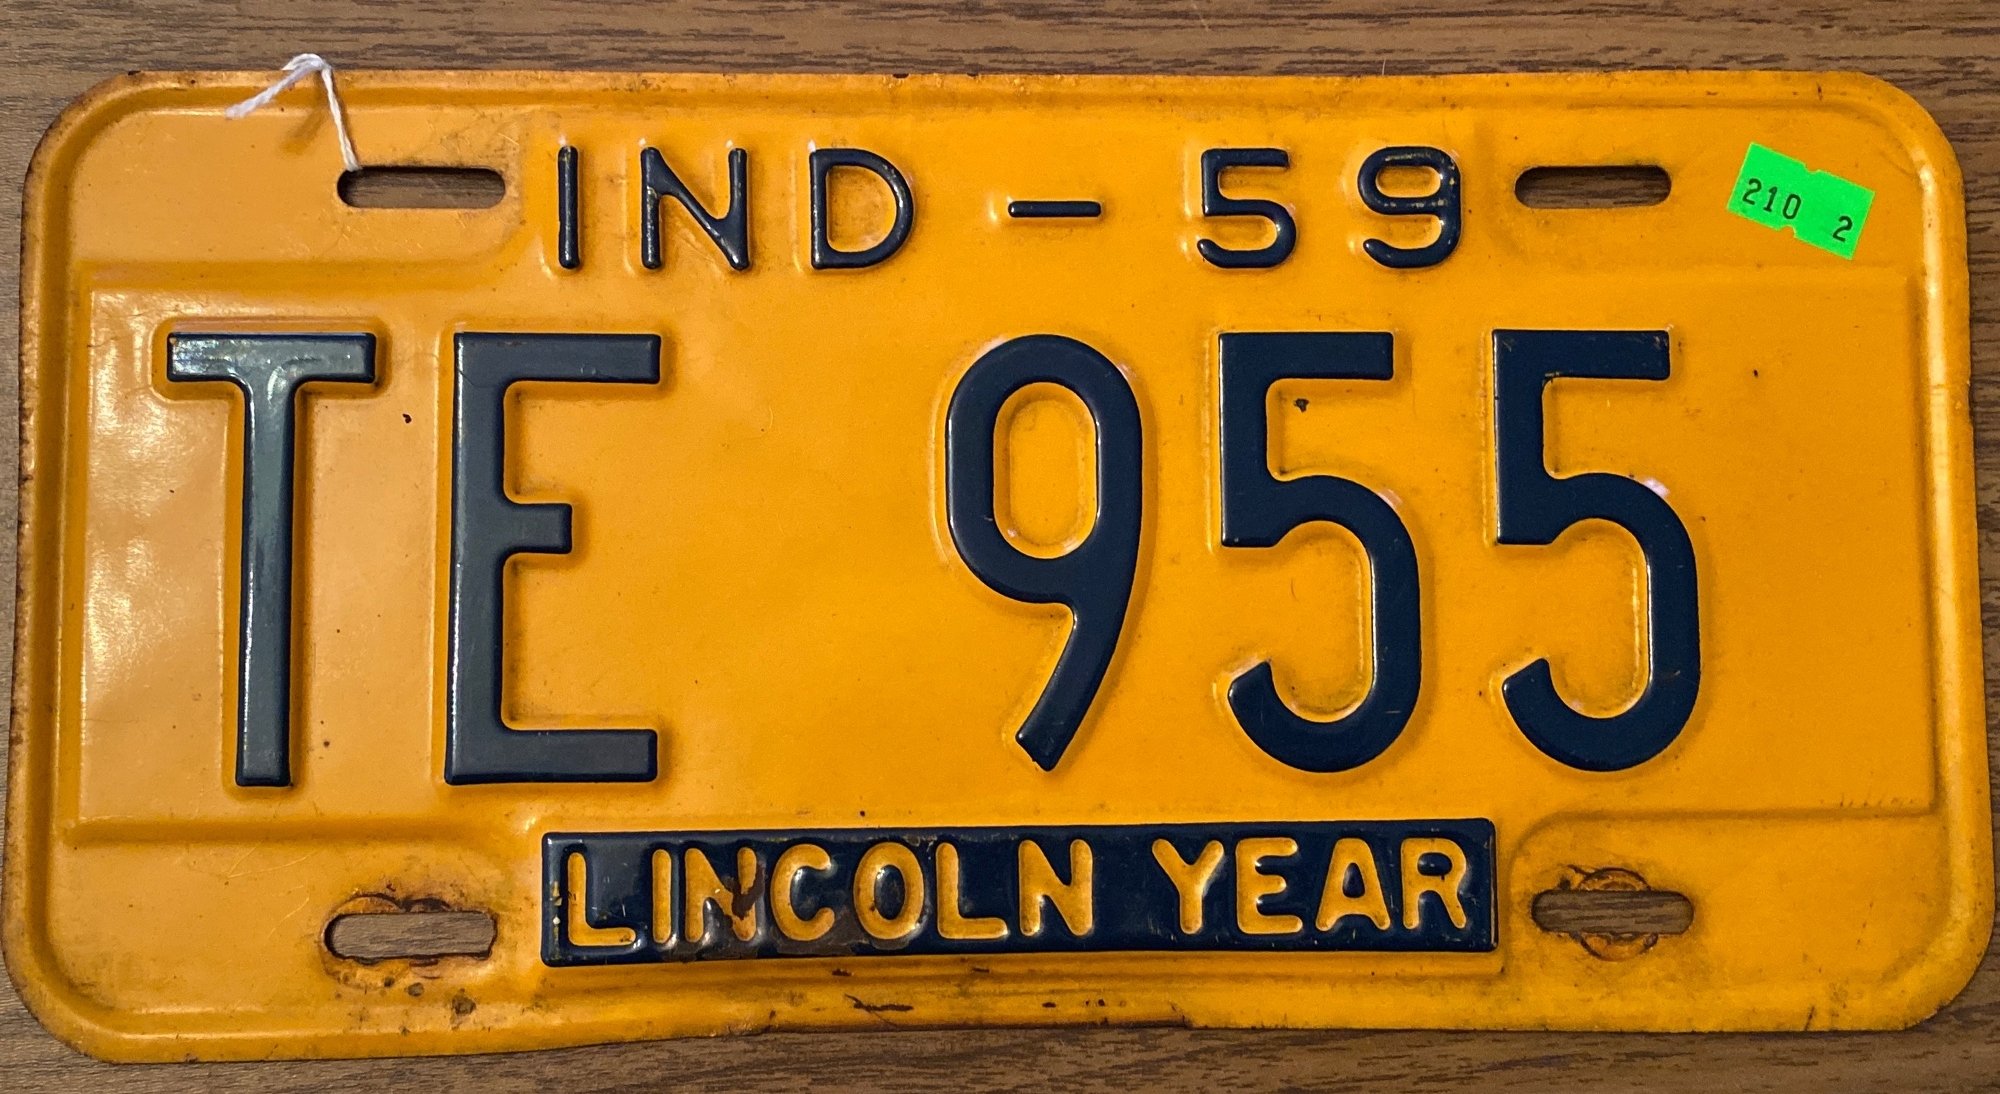 IND - 59
210 2
TE 955
LINCOLN YEAR